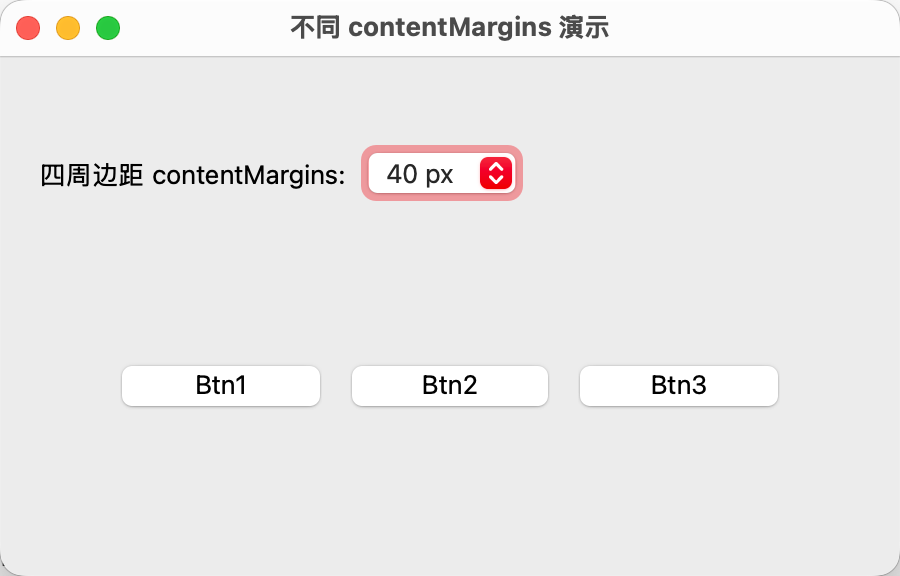 不同 contentMargins 演示
四周边距 contentMargins: 40 px
Btn1 Btn2 Btn3